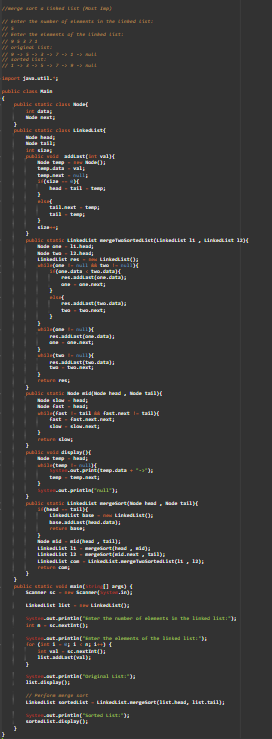 //merge sort a linked list (Most Imp)
// Enter the number of elements in the linked list:
// 5
// Enter the elements of the linked list:
// 9 5 3 7 1
// Original List:
// Sorted List:
// 1 -> 3 -> 5 -> 7 -> 9 -> null
import java.util.*;
public class Main
{
public static class Node{
int data;
Node next;
}
public static class LinkedList{
Node head;
Node tail;
int size;
public void addLast(int val){
Node temp = new Node();
temp.data = val;
temp.next = null;
if(size == 0){
head = tail = temp;
}
else{
tail.next = temp;
tail = temp;
}
size++;
}
public static LinkedList mergeTwoSortedList(LinkedList l1 , LinkedList l2){
Node one = l1.head;
Node two = l2.head;
LinkedList res = new LinkedList();
while(one != null && two != null){
if(one.data < two.data){
res.addLast(one.data);
one = one.next;
}
else{
res.addLast(two.data);
two = two.next;
}
}
while(one != null){
res.addLast(one.data);
one = one.next;
}
while(two != null){
res.addLast(two.data);
two = two.next;
}
return res;
}
public static Node mid(Node head , Node tail){
Node slow = head;
Node fast = head;
while(fast != tail && fast.next != tail){
fast = fast.next.next;
slow = slow.next;
}
return slow;
}
public void display(){
Node temp = head;
while(temp != null){
System.out.print(temp.data + "->");
temp = temp.next;
}
System.out.println("null");
}
public static LinkedList mergeSort(Node head , Node tail){
if(head == tail){
LinkedList base = new LinkedList();
base.addLast(head.data);
return base;
}
Node mid = mid(head , tail);
LinkedList l1 = mergeSort(head , mid);
LinkedList l2 = mergeSort(mid.next , tail);
LinkedList com = LinkedList.mergeTwoSortedList(l1 , l2);
return com;
}
}
public static void main(String[] args) {
Scanner sc = new Scanner(System.in);
LinkedList list = new LinkedList();
System.out.println("Enter the number of elements in the linked list:");
int n = sc.nextInt();
System.out.println("Enter the elements of the linked list:");
for (int i = 0; i < n; i++) {
int val = sc.nextInt();
list.addLast(val);
}
System.out.println("Original List:");
list.display();
// Perform merge sort
LinkedList sortedList = LinkedList.mergeSort(list.head, list.tail);
System.out.println("Sorted List:");
sortedList.display();
}
}